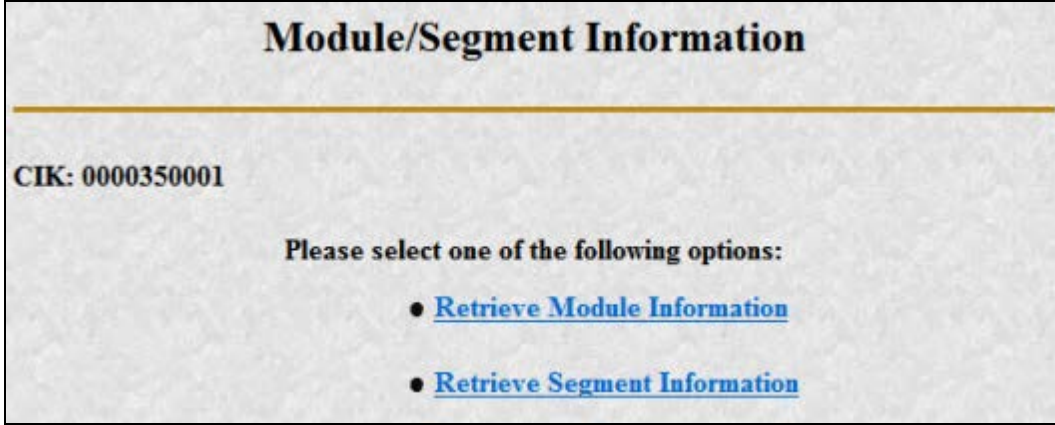 Module/Segment Information
CIK: 0000350001
Please select one of the following options:
Retrieve Module Information
Retrieve Segment Information